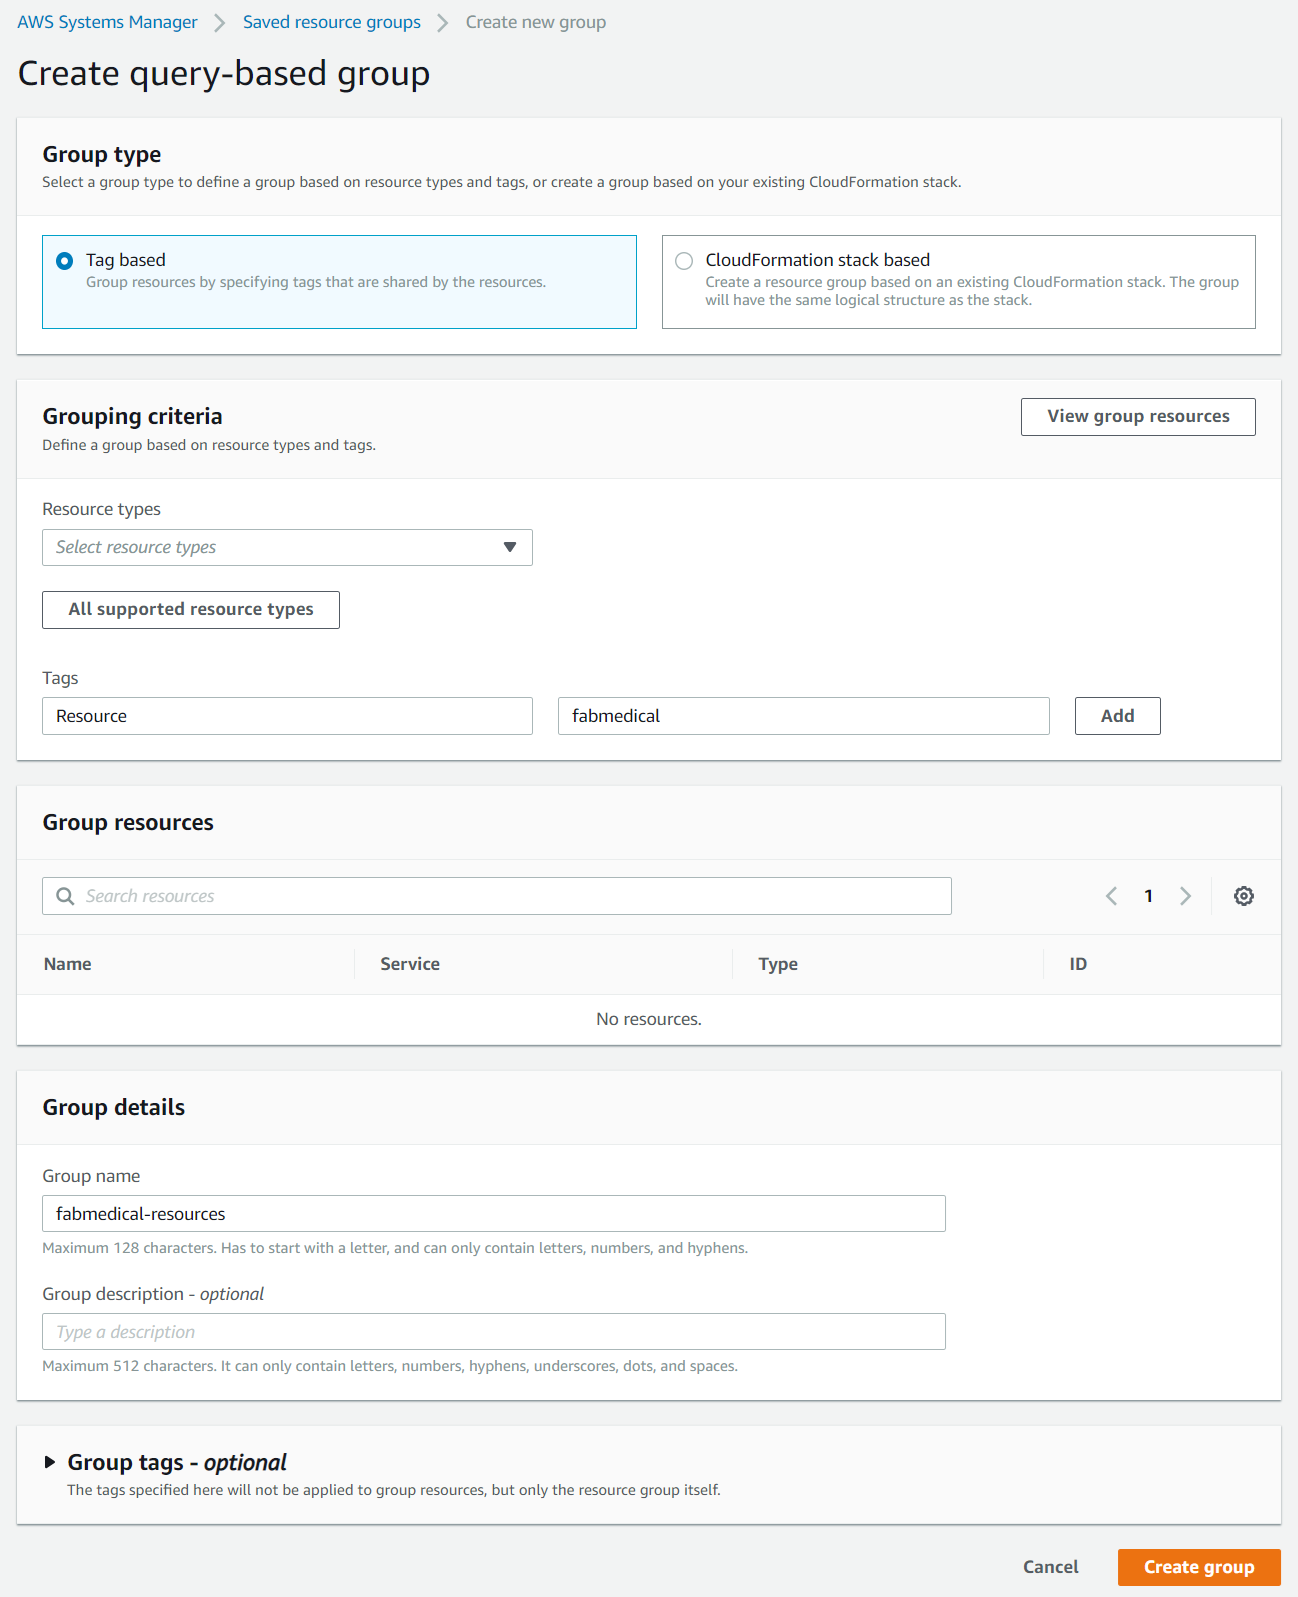 AWS Systems Manager > Saved resource groups > Create new group
Create query-based group
Group type
Select a group type to define a group based on resource types and tags, or create a group based on your existing CloudFormation stack.
Tag based
Group resources by specifying tags that are shared by the resources.
CloudFormation stack based
Create a resource group based on an existing CloudFormation stack. The group
will have the same logical structure as the stack.
Grouping criteria
View group resources
Define a group based on resource types and tags.
Resource types
Select resource types
All supported resource types
Tags
Resource fabmedical Add
Group resources
Search resources 1
Name Service Type ID
No resources.
Group details
Group name
fabmedical-resources
Maximum 128 characters. Has to start with a letter, and can only contain letters, numbers, and hyphens.
Group description - optional
Type a description
Maximum 512 characters. It can only contain letters, numbers, hyphens, underscores, dots, and spaces.
Group tags - optional
The tags specified here will not be applied to group resources, but only the resource group itself.
Cancel Create group